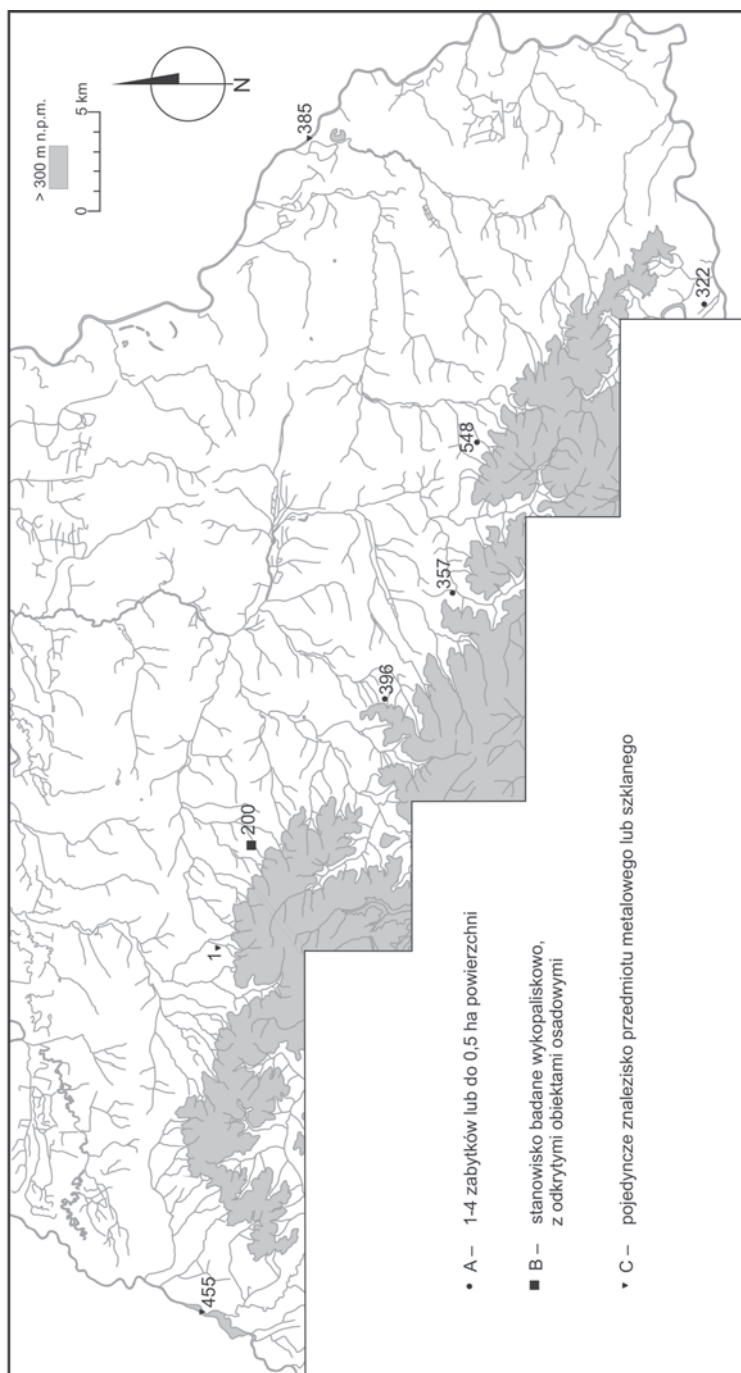 > 300 m n.p.m.
0 5 km
N
385
322
548
357
396
200
1
455
A – 1-4 zabytków lub do 0,5 ha powierzchni
B – stanowisko badane wykopaliskowo,
z odkrytymi obiektami osadowymi
C – pojedyncze znalezisko przedmiotu metalowego lub szklanego